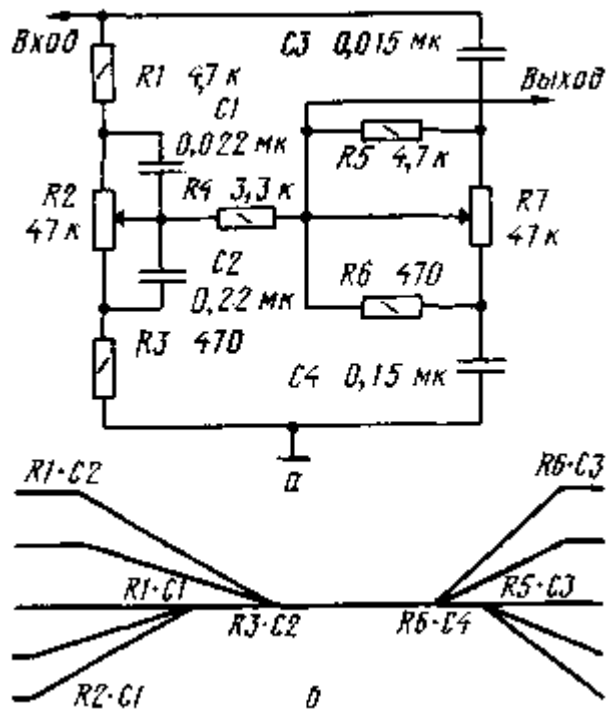 Вход
R1 4,7 к
C3 0,015 мк
Выход
C1
0,022 мк
R5 4,7 к
R4 3,3 к
R2
47 к
R7
47 к
C2
0,22 мк
R6 470
R3 470
C4 0,15 мк
а
R1·C2
R6·C3
R1·C1
R5·C3
R3·C2
R6·C4
R2·C1
б